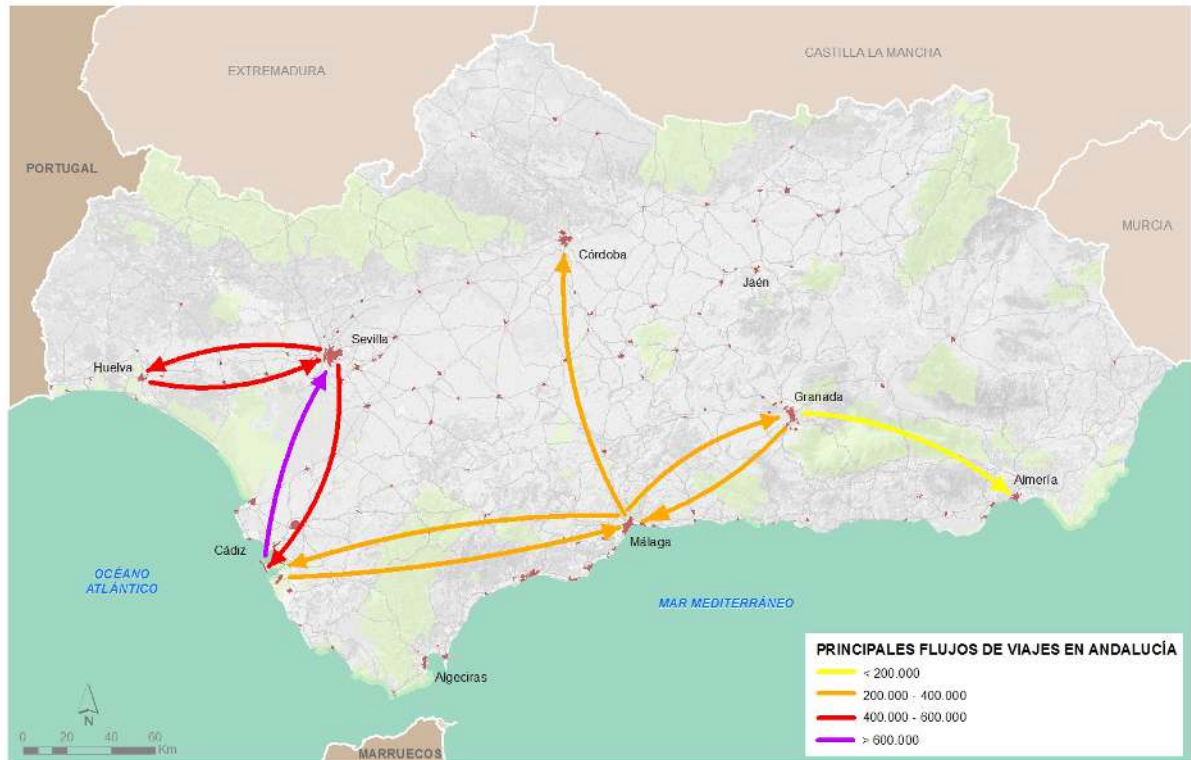 CASTILLA LA MANCHA
EXTREMADURA
PORTUGAL
MURCIA
Córdoba
Jaén
Sevilla
Huelva
Granada
Almería
Málaga
Cádiz
OCÉANO
ATLÁNTICO
MAR MEDITERRÁNEO
Algeciras
MARRUECOS
N
0 20 40 60
Km
PRINCIPALES FLUJOS DE VIAJES EN ANDALUCÍA
< 200.000
200.000 - 400.000
400.000 - 600.000
> 600.000